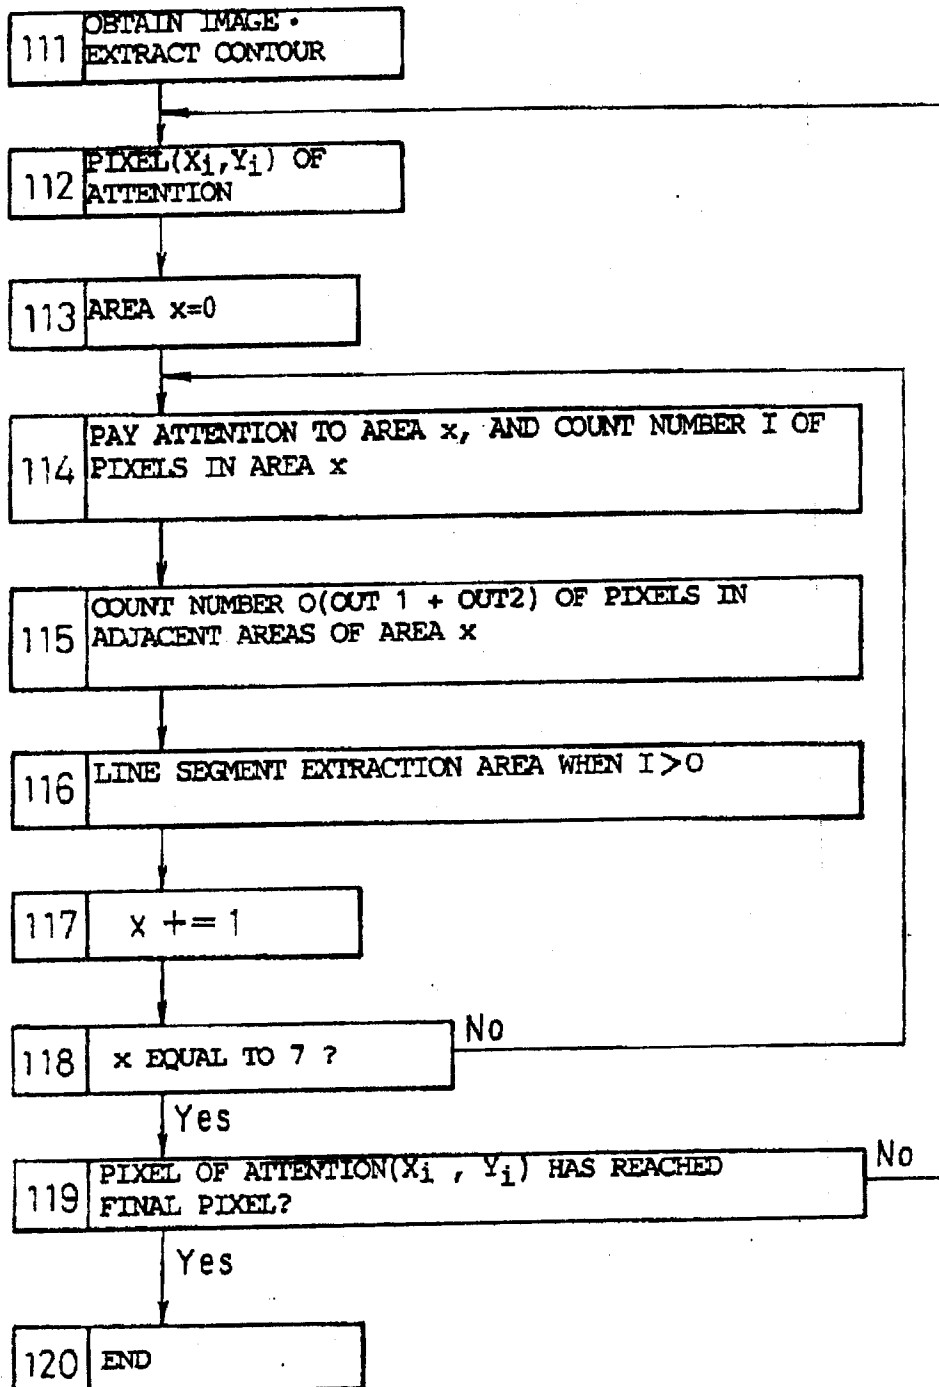 111 OBTAIN IMAGE·
EXTRACT CONTOUR
112 PIXEL(Xi,Yi) OF
ATTENTION
113 AREA x=0
114 PAY ATTENTION TO AREA x, AND COUNT NUMBER I OF
PIXELS IN AREA x
115 COUNT NUMBER O(OUT 1 + OUT2) OF PIXELS IN
ADJACENT AREAS OF AREA x
116 LINE SEGMENT EXTRACTION AREA WHEN I>O
117 x += 1
118 x EQUAL TO 7 ?
No
Yes
119 PIXEL OF ATTENTION(Xi , Yi) HAS REACHED
FINAL PIXEL?
No
Yes
120 END